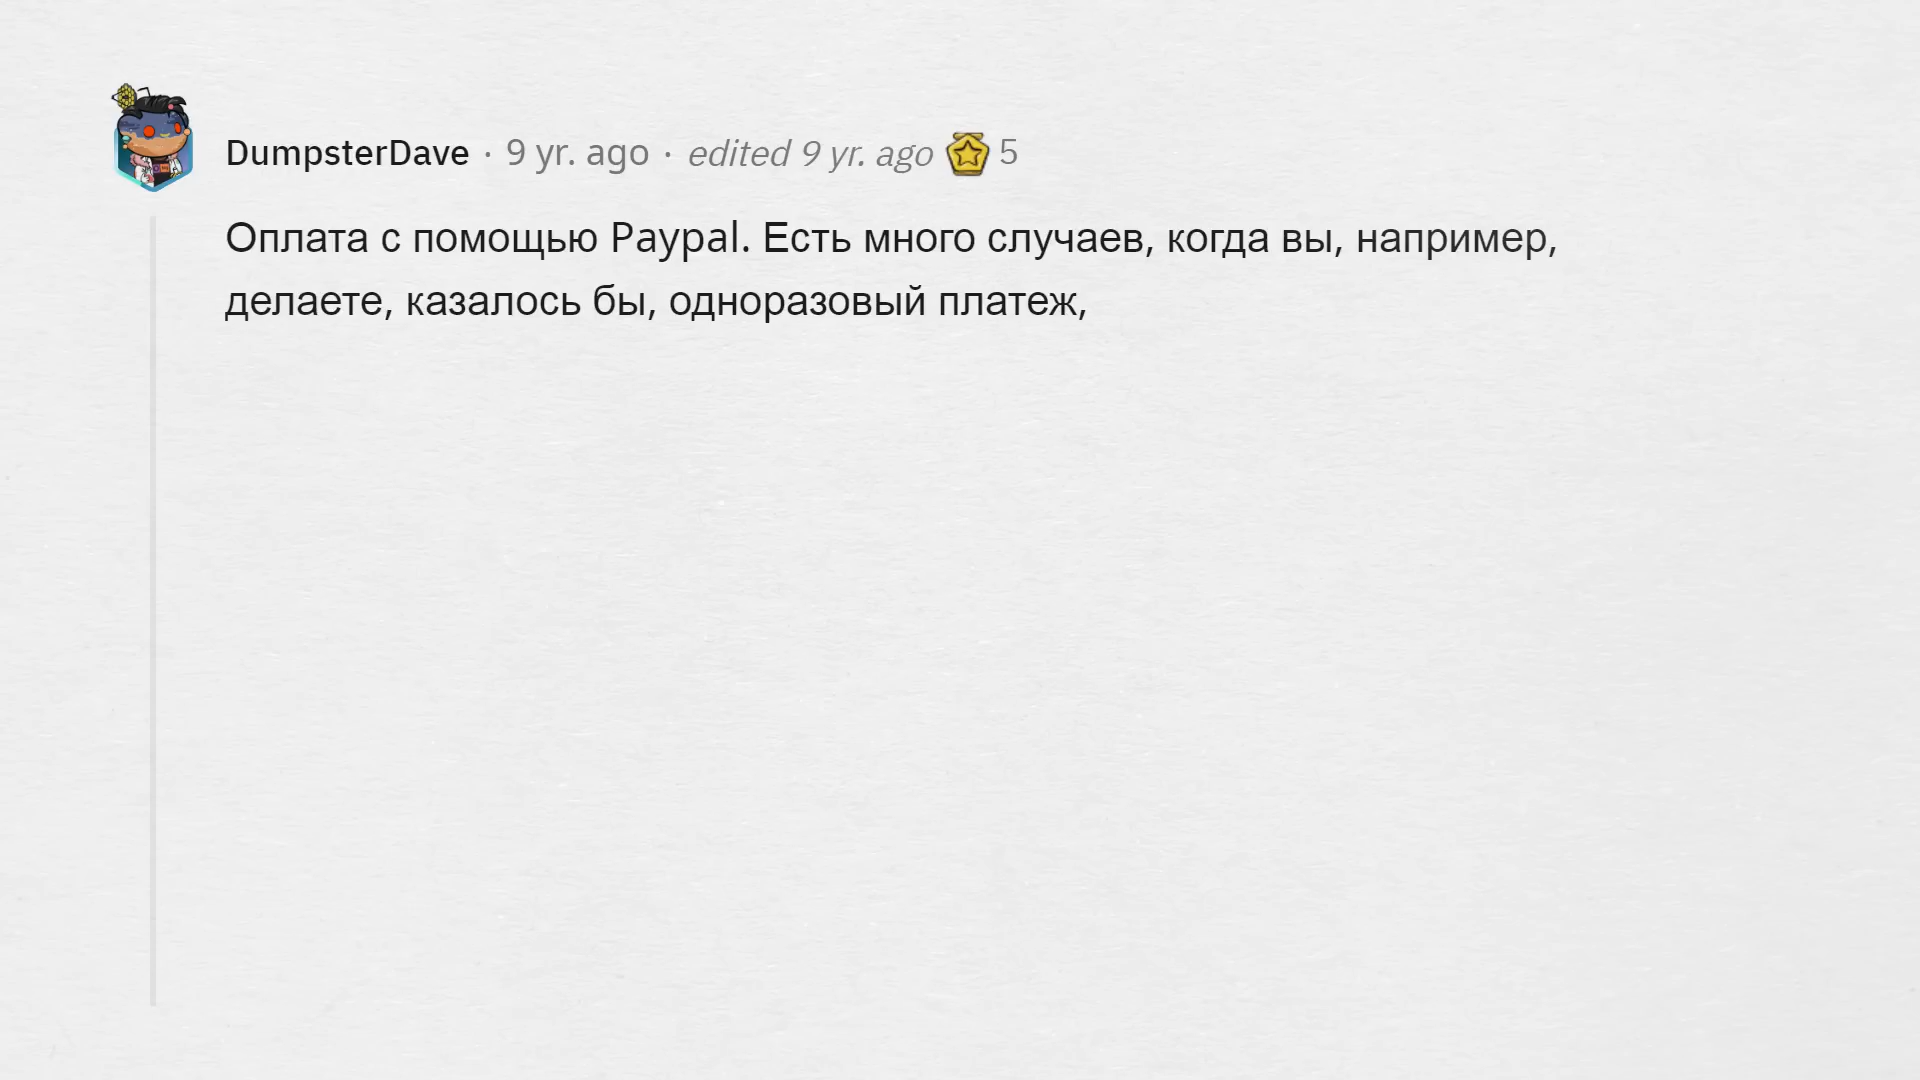 DumpsterDave · 9 yr. ago · edited 9 yr. ago 5
Оплата с помощью Paypal. Есть много случаев, когда вы, например,
делаете, казалось бы, одноразовый платеж,